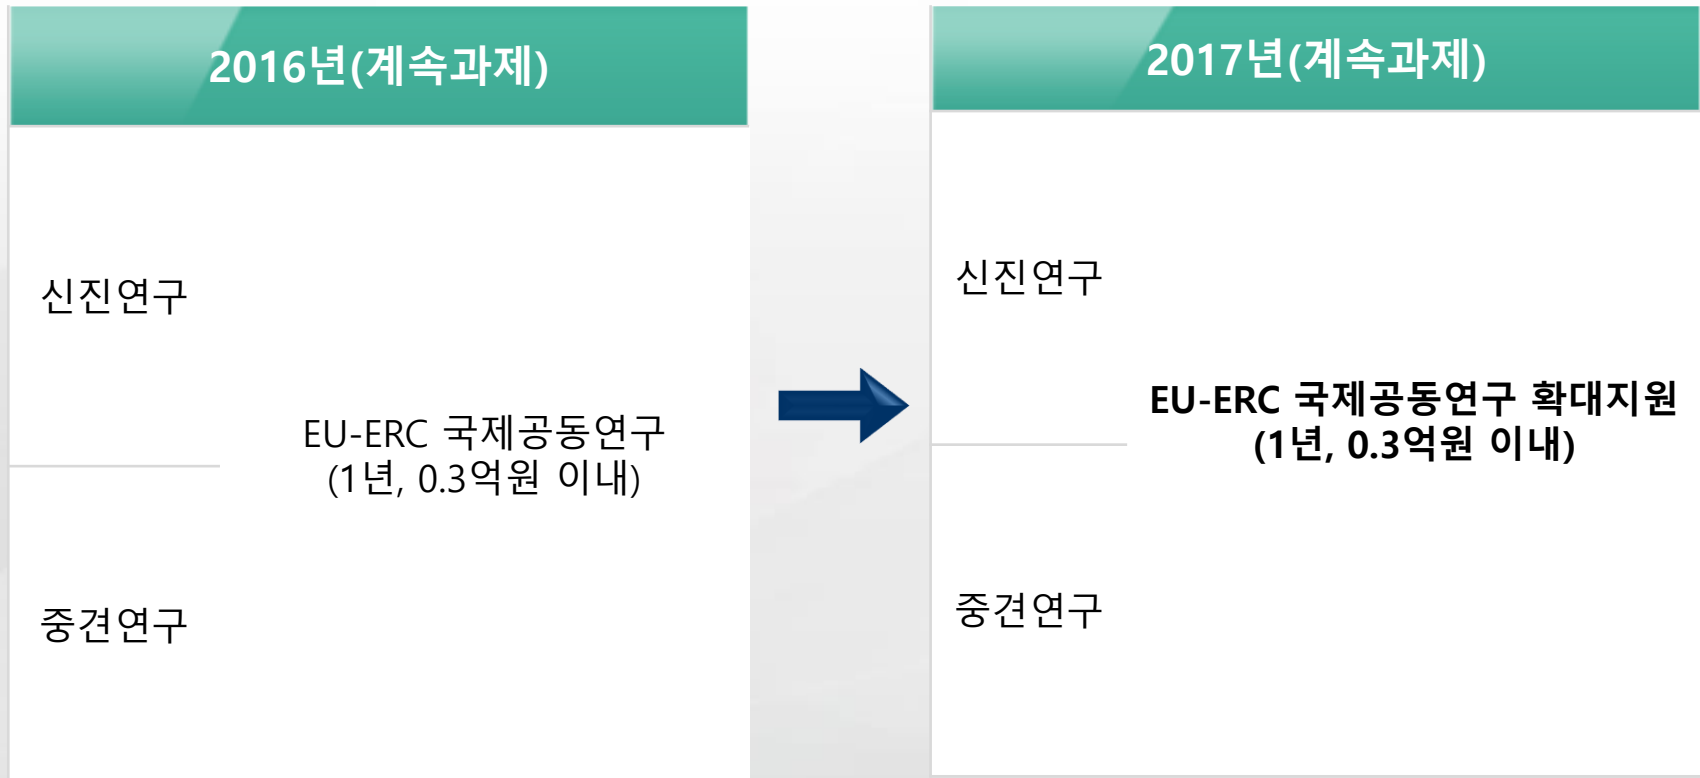 2016년(계속과제)
신진연구
EU-ERC 국제공동연구
(1년, 0.3억원 이내)
중견연구
2017년(계속과제)
신진연구
EU-ERC 국제공동연구 확대지원
(1년, 0.3억원 이내)
중견연구